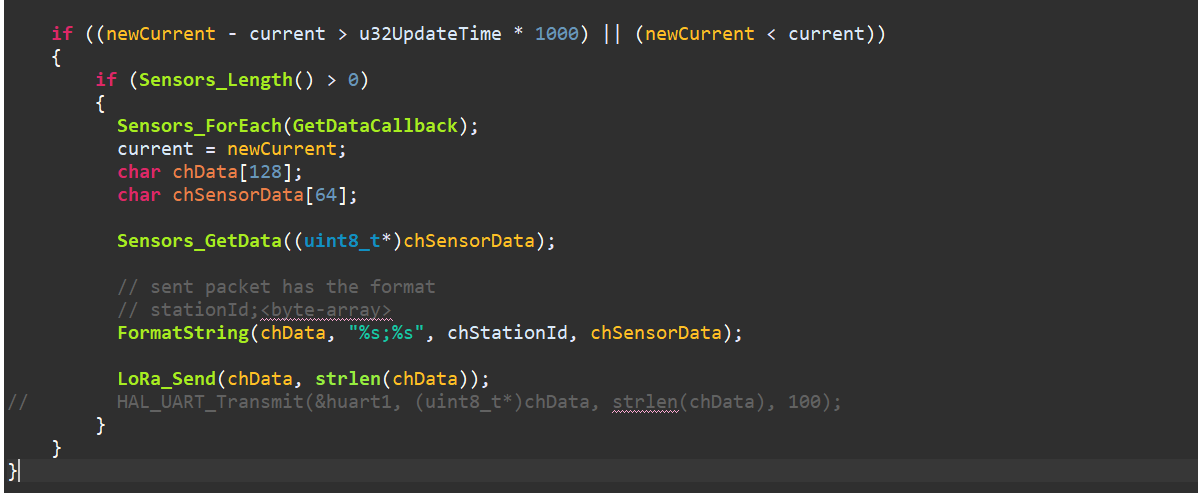 if ((newCurrent - current > u32UpdateTime * 1000) || (newCurrent < current))
{
if (Sensors_Length() > 0)
{
Sensors_ForEach(GetDataCallback);
current = newCurrent;
char chData[128];
char chSensorData[64];
Sensors_GetData((uint8_t*)chSensorData);
// sent packet has the format
// stationId;<byte-array>
FormatString(chData, "%s;%s", chStationId, chSensorData);
LoRa_Send(chData, strlen(chData));
// HAL_UART_Transmit(&huart1, (uint8_t*)chData, strlen(chData), 100);
}
}
}